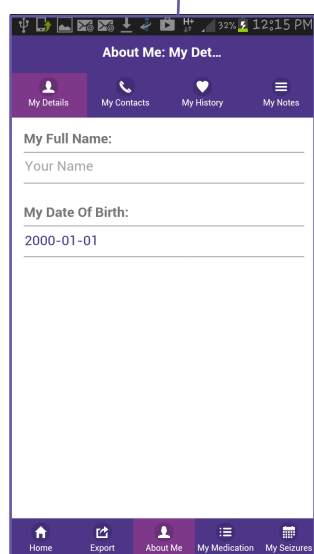 H+ 32% 12:15 PM
About Me: My Det...
My Details My Contacts My History My Notes
My Full Name:
Your Name
My Date Of Birth:
2000-01-01
Home Export About Me My Medication My Seizures